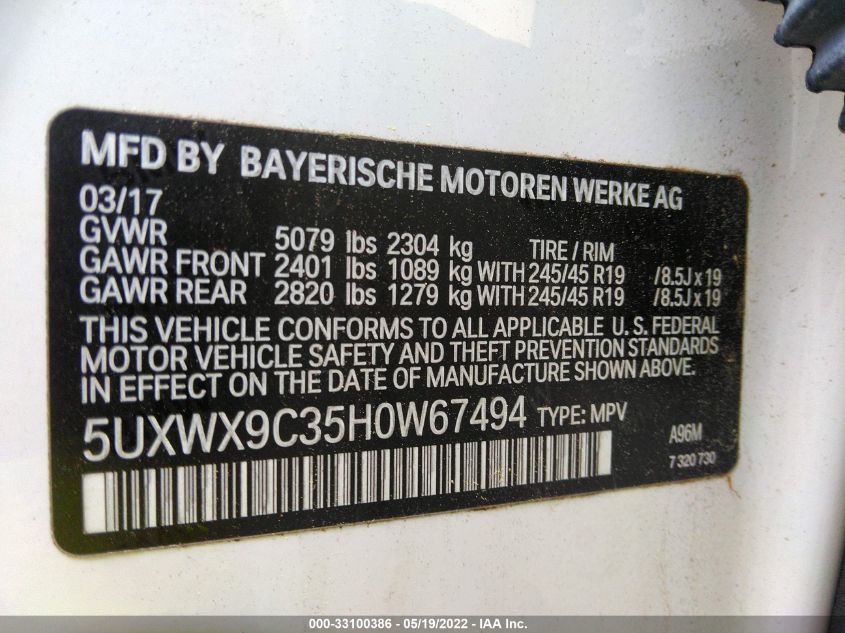 MFD BY BAYERISCHE MOTOREN WERKE AG
03/17
GVWR 5079 lbs 2304 kg TIRE / RIM
GAWR FRONT 2401 lbs 1089 kg WITH 245/45 R19 /8.5J x 19
GAWR REAR 2820 lbs 1279 kg WITH 245/45 R19 /8.5J x 19
THIS VEHICLE CONFORMS TO ALL APPLICABLE U.S. FEDERAL
MOTOR VEHICLE SAFETY AND THEFT PREVENTION STANDARDS
IN EFFECT ON THE DATE OF MANUFACTURE SHOWN ABOVE.
5UXWX9C35H0W67494 TYPE: MPV
A96M
7 320 730
000-33100386 - 05/19/2022 - IAA Inc.